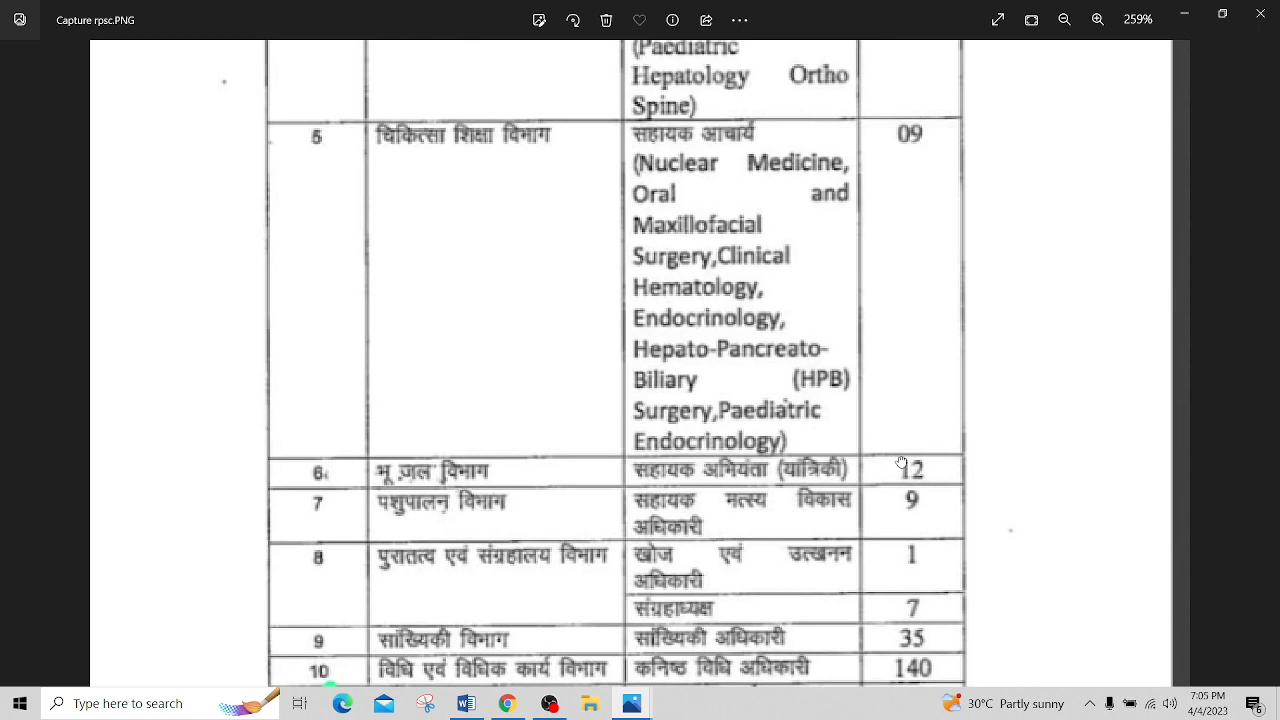 Capture rpsc.PNG
259%
(Paediatric
Hepatology Ortho
Spine)
5 चिकित्सा शिक्षा विभाग सहायक आचार्य 09
(Nuclear Medicine,
Oral and
Maxillofacial
Surgery,Clinical
Hematology,
Endocrinology,
Hepato-Pancreato-
Biliary (HPB)
Surgery,Paediatric
Endocrinology)
6 भू जल विभाग सहायक अभियंता (यांत्रिकी) 12
7 पशुपालन विभाग सहायक मत्स्य विकास 9
अधिकारी
8 पुरातत्व एवं संग्रहालय विभाग खोज एवं उत्खनन 1
अधिकारी
संग्रहाध्यक्ष 7
9 सांख्यिकी विभाग सांख्यिकी अधिकारी 35
10 विधि एवं विधिक कार्य विभाग कनिष्ठ विधि अधिकारी 140
Type here to search
30°C Partly sunny
7:05 PM
4/4/2023
6